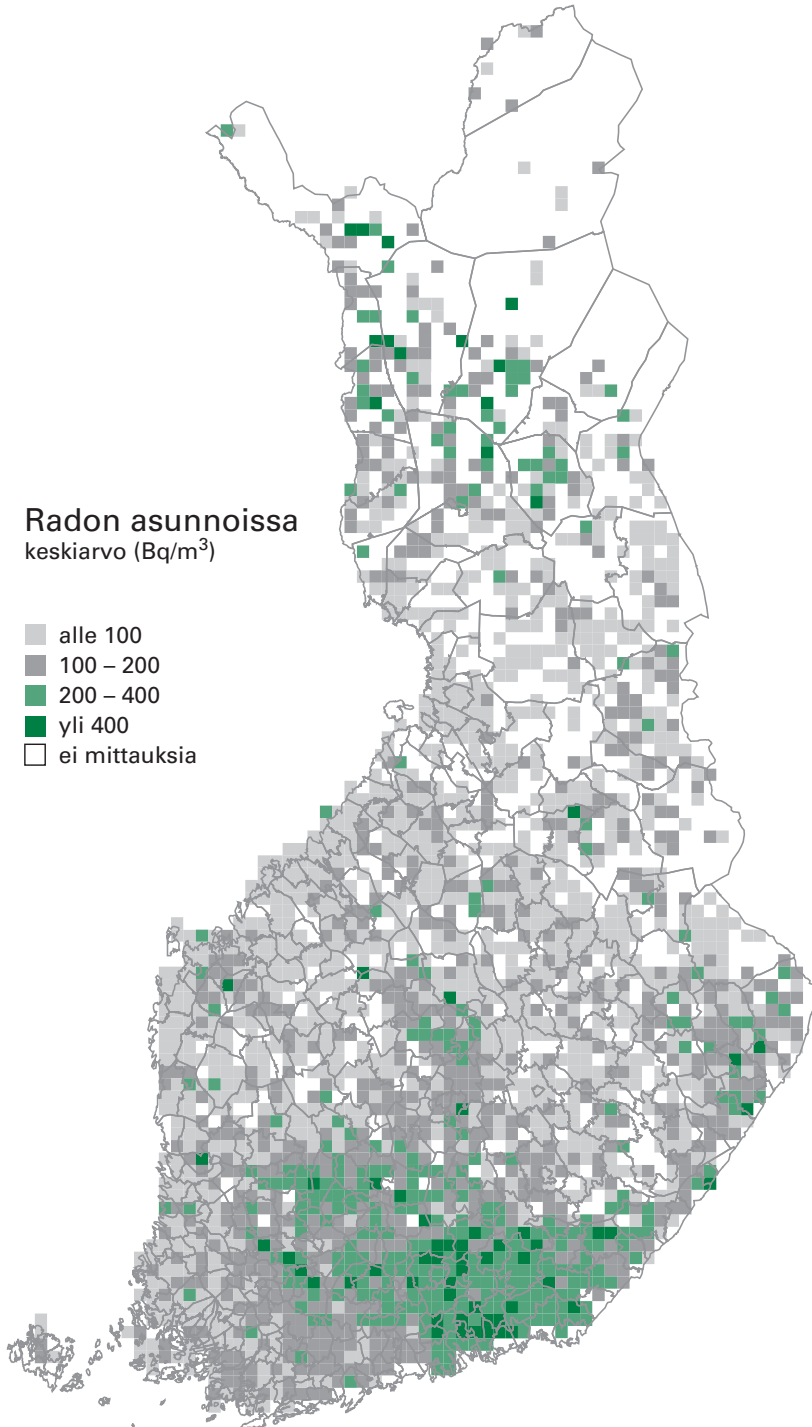 Radon asunnoissa
keskiarvo (Bq/m³)
alle 100
100 – 200
200 – 400
yli 400
ei mittauksia